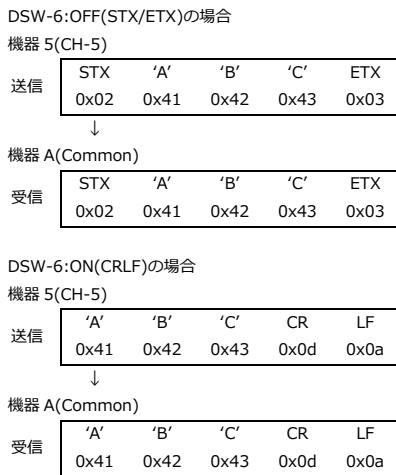 DSW-6:OFF(STX/ETX)の場合
機器 5(CH-5)
送信
STX ‘A’ ‘B’ ‘C’ ETX
0x02 0x41 0x42 0x43 0x03
↓
機器 A(Common)
受信
STX ‘A’ ‘B’ ‘C’ ETX
0x02 0x41 0x42 0x43 0x03
DSW-6:ON(CRLF)の場合
機器 5(CH-5)
送信
‘A’ ‘B’ ‘C’ CR LF
0x41 0x42 0x43 0x0d 0x0a
↓
機器 A(Common)
受信
‘A’ ‘B’ ‘C’ CR LF
0x41 0x42 0x43 0x0d 0x0a